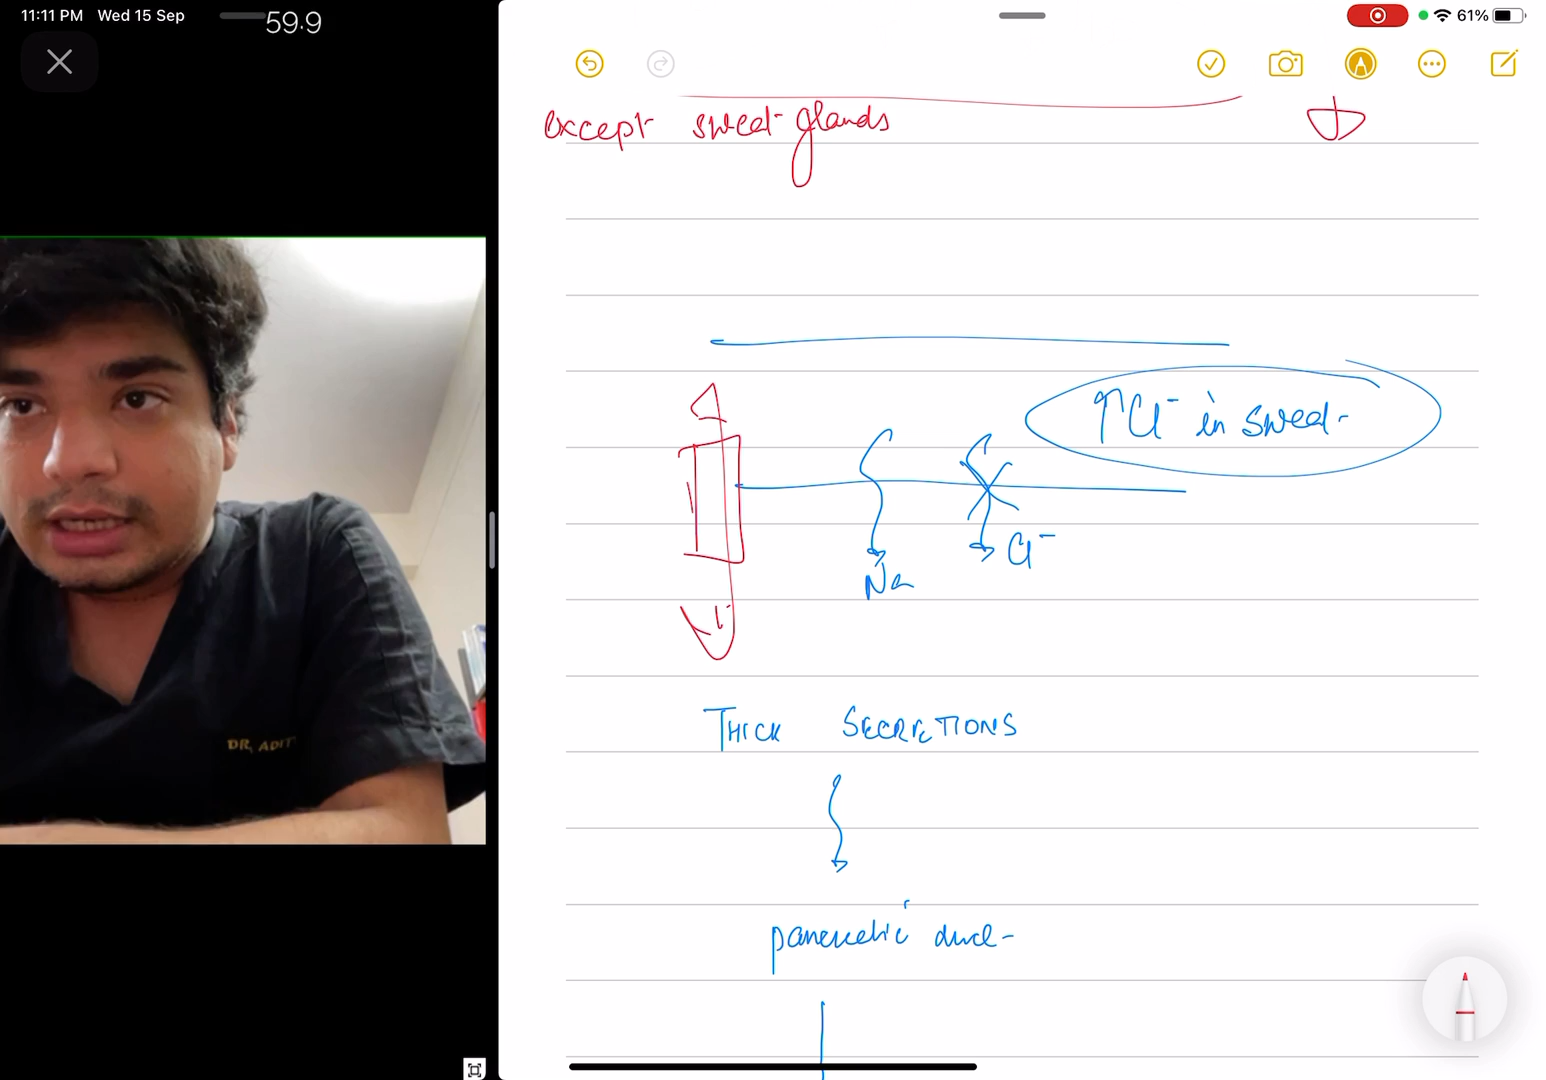 11:11 PM Wed 15 Sep
59.9
61%
except sweat glands
↑Cl⁻ in sweat
Cl⁻
Na
THICK SECRETIONS
DR. ADIT
pancreatic duct